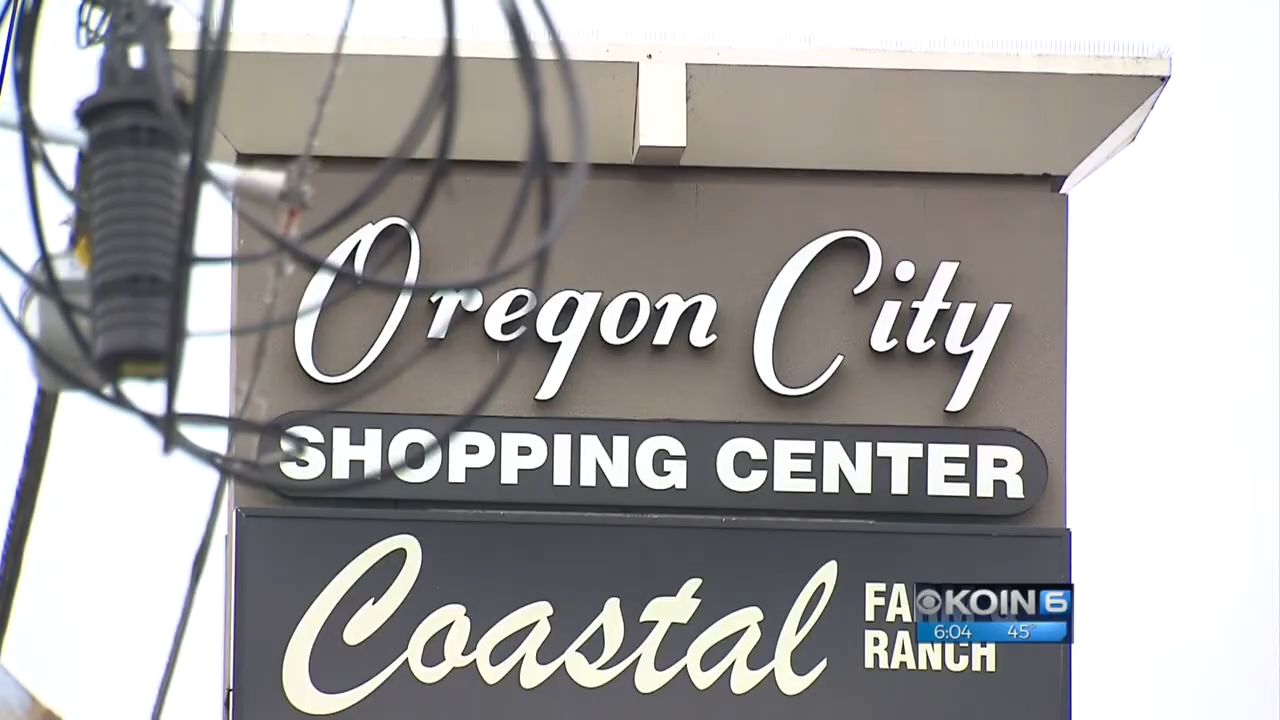 Oregon City
SHOPPING CENTER
Coastal
RANCH
KOIN 6
6:04 45°